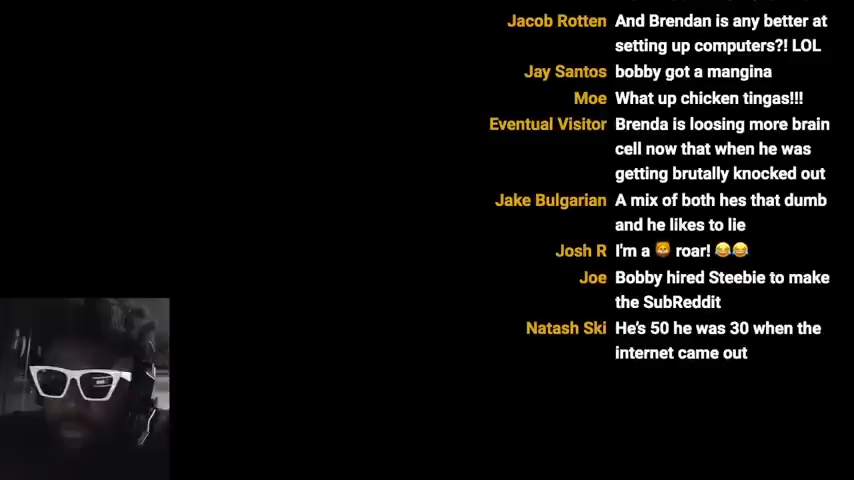 Jacob Rotten And Brendan is any better at
setting up computers?! LOL
Jay Santos bobby got a mangina
Moe What up chicken tingas!!!
Eventual Visitor Brenda is loosing more brain
cell now that when he was
getting brutally knocked out
Jake Bulgarian A mix of both hes that dumb
and he likes to lie
Josh R I'm a 🦁 roar! 😂😂
Joe Bobby hired Steebie to make
the SubReddit
Natash Ski He's 50 he was 30 when the
internet came out